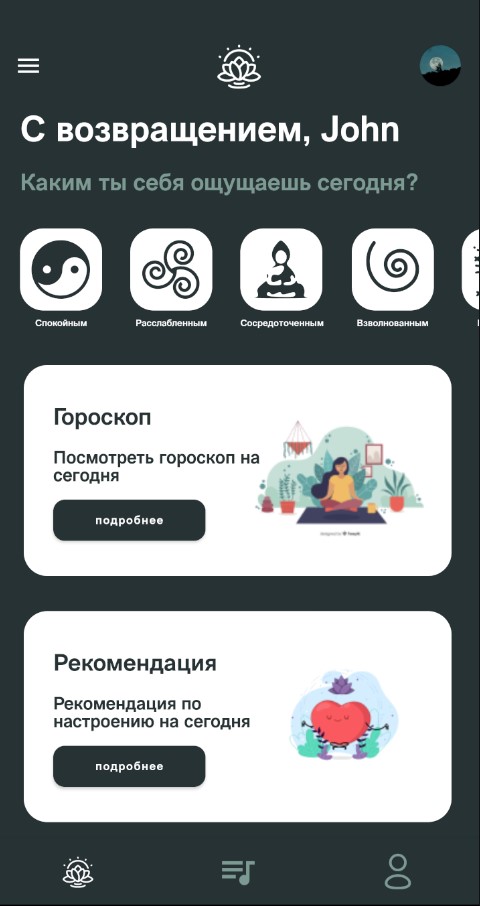 С возвращением, John
Каким ты себя ощущаешь сегодня?
Спокойным
Расслабленным
Сосредоточенным
Взволнованным
Гороскоп
Посмотреть гороскоп на
сегодня
подробнее
Рекомендация
Рекомендация по
настроению на сегодня
подробнее